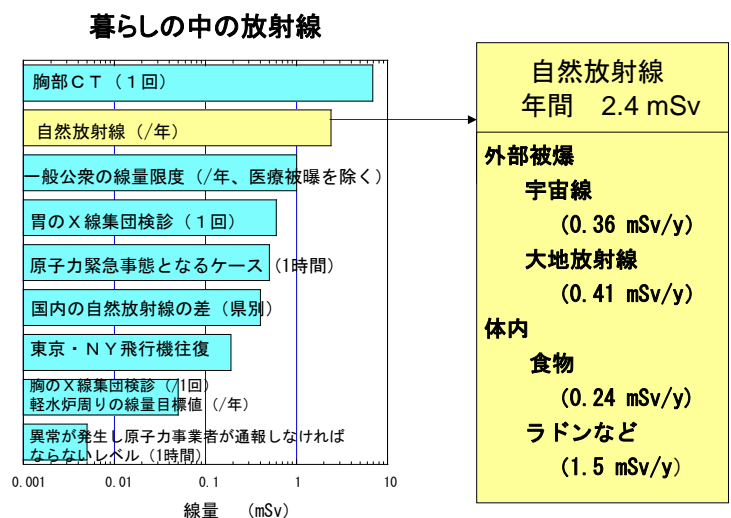 暮らしの中の放射線
胸部ＣＴ（１回）
自然放射線（/年）
一般公衆の線量限度（/年、医療被曝を除く）
胃のＸ線集団検診（１回）
原子力緊急事態となるケース（1時間）
国内の自然放射線の差（県別）
東京・ＮＹ飛行機往復
胸のＸ線集団検診（/1回）
軽水炉周りの線量目標値（/年）
異常が発生し原子力事業者が通報しなければ
ならないレベル（1時間）
0.001 0.01 0.1 1 10
線量 （mSv）
自然放射線
年間 2.4 mSv
外部被爆
宇宙線
(0.36 mSv/y)
大地放射線
(0.41 mSv/y)
体内
食物
(0.24 mSv/y)
ラドンなど
(1.5 mSv/y)